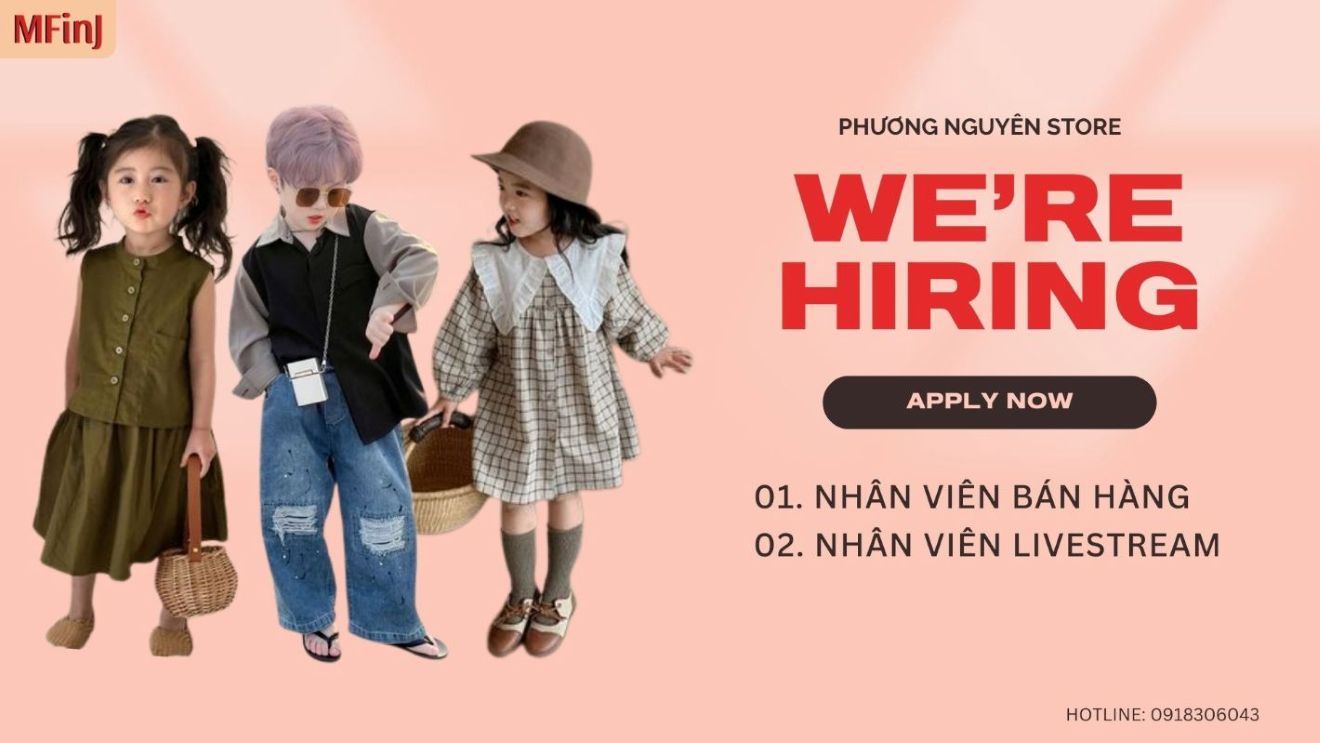 MFinJ
PHƯƠNG NGUYÊN STORE
WE'RE
HIRING
APPLY NOW
01. NHÂN VIÊN BÁN HÀNG
02. NHÂN VIÊN LIVESTREAM
HOTLINE: 0918306043